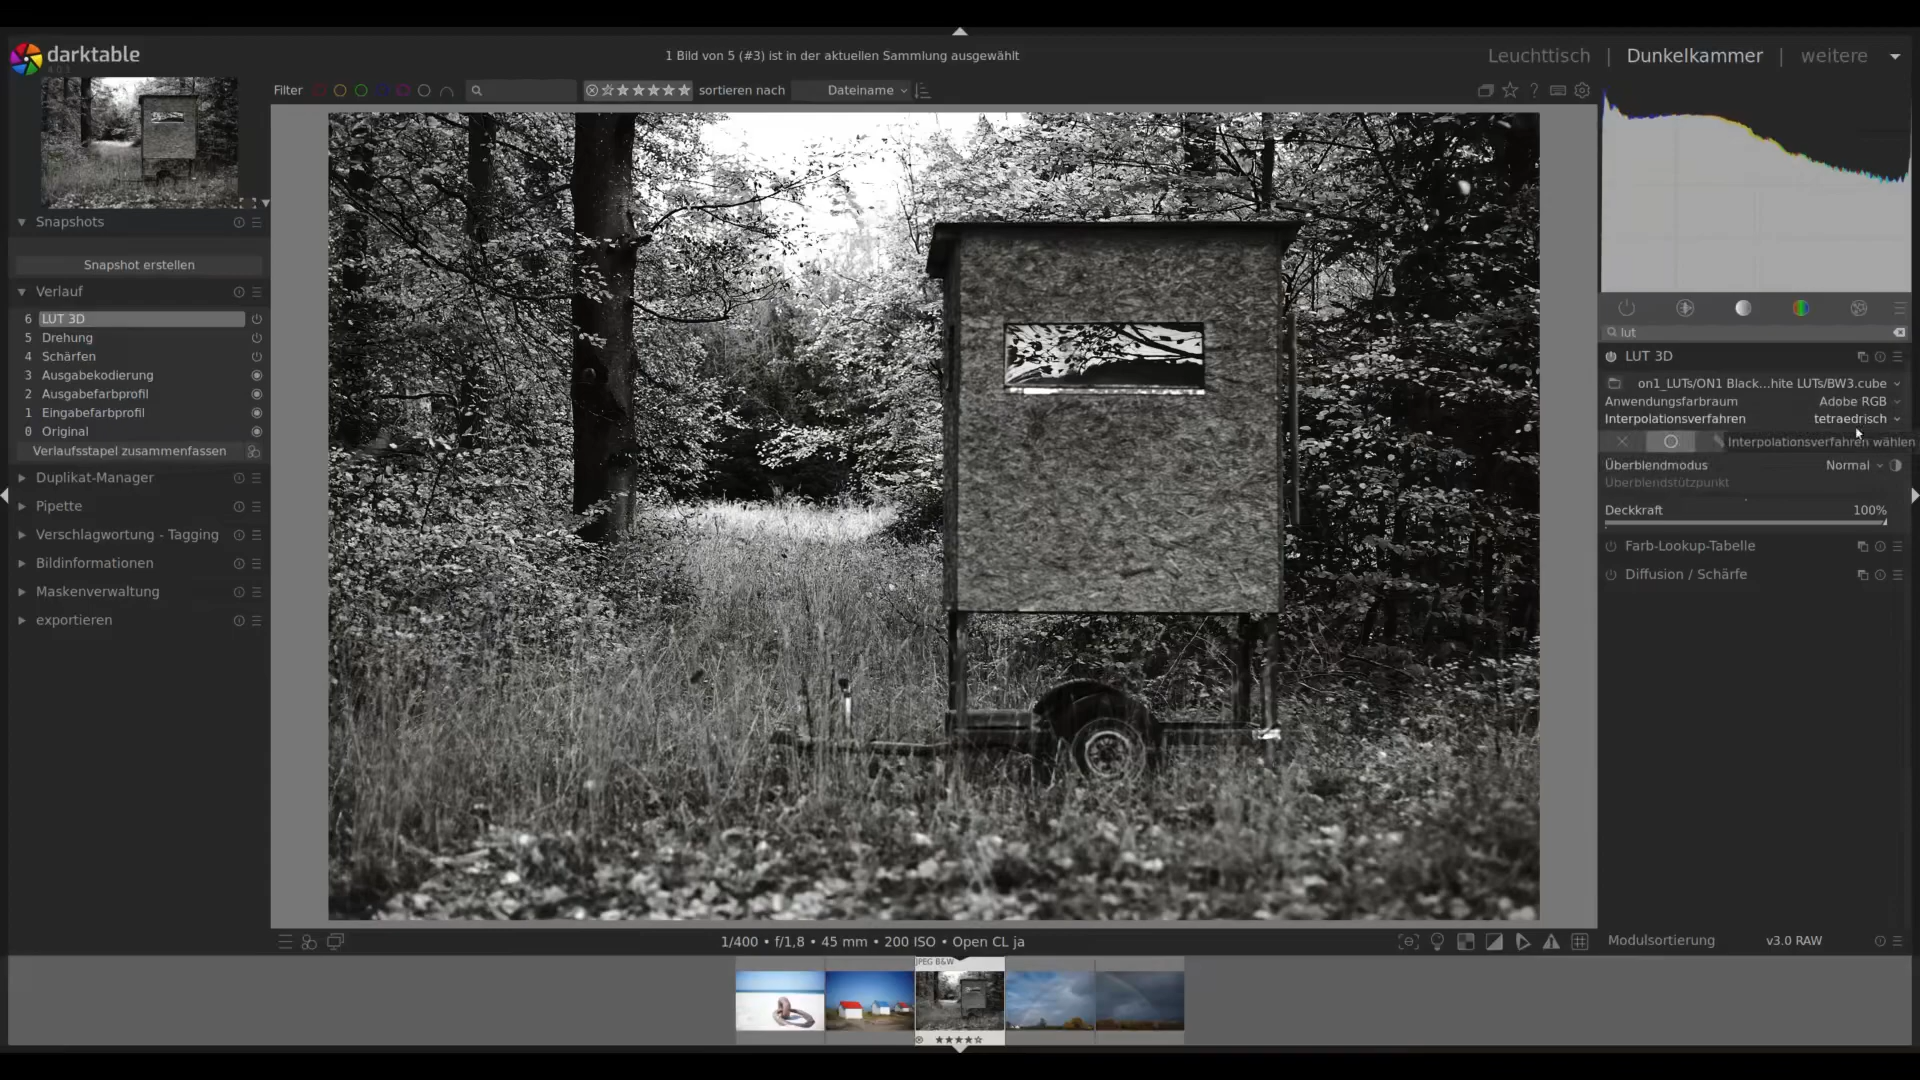 darktable
1 Bild von 5 (#3) ist in der aktuellen Sammlung ausgewählt
Leuchttisch | Dunkelkammer | weitere
Filter
sortieren nach
Dateiname
Snapshots
Snapshot erstellen
Verlauf
6 LUT 3D
5 Drehung
4 Schärfen
3 Ausgabekodierung
2 Ausgabefarbprofil
1 Eingabefarbprofil
0 Original
Verlaufsstapel zusammenfassen
Duplikat-Manager
Pipette
Verschlagwortung - Tagging
Bildinformationen
Maskenverwaltung
exportieren
lut
LUT 3D
on1_LUTs/ON1 Black...hite LUTs/BW3.cube
Anwendungsfarbraum Adobe RGB
Interpolationsverfahren tetraedrisch
Interpolationsverfahren wählen
Überblendmodus Normal
Überblendstützpunkt
Deckkraft 100%
Farb-Lookup-Tabelle
Diffusion / Schärfe
1/400 • f/1,8 • 45 mm • 200 ISO • Open CL ja
Modulsortierung v3.0 RAW
JPEG B&W